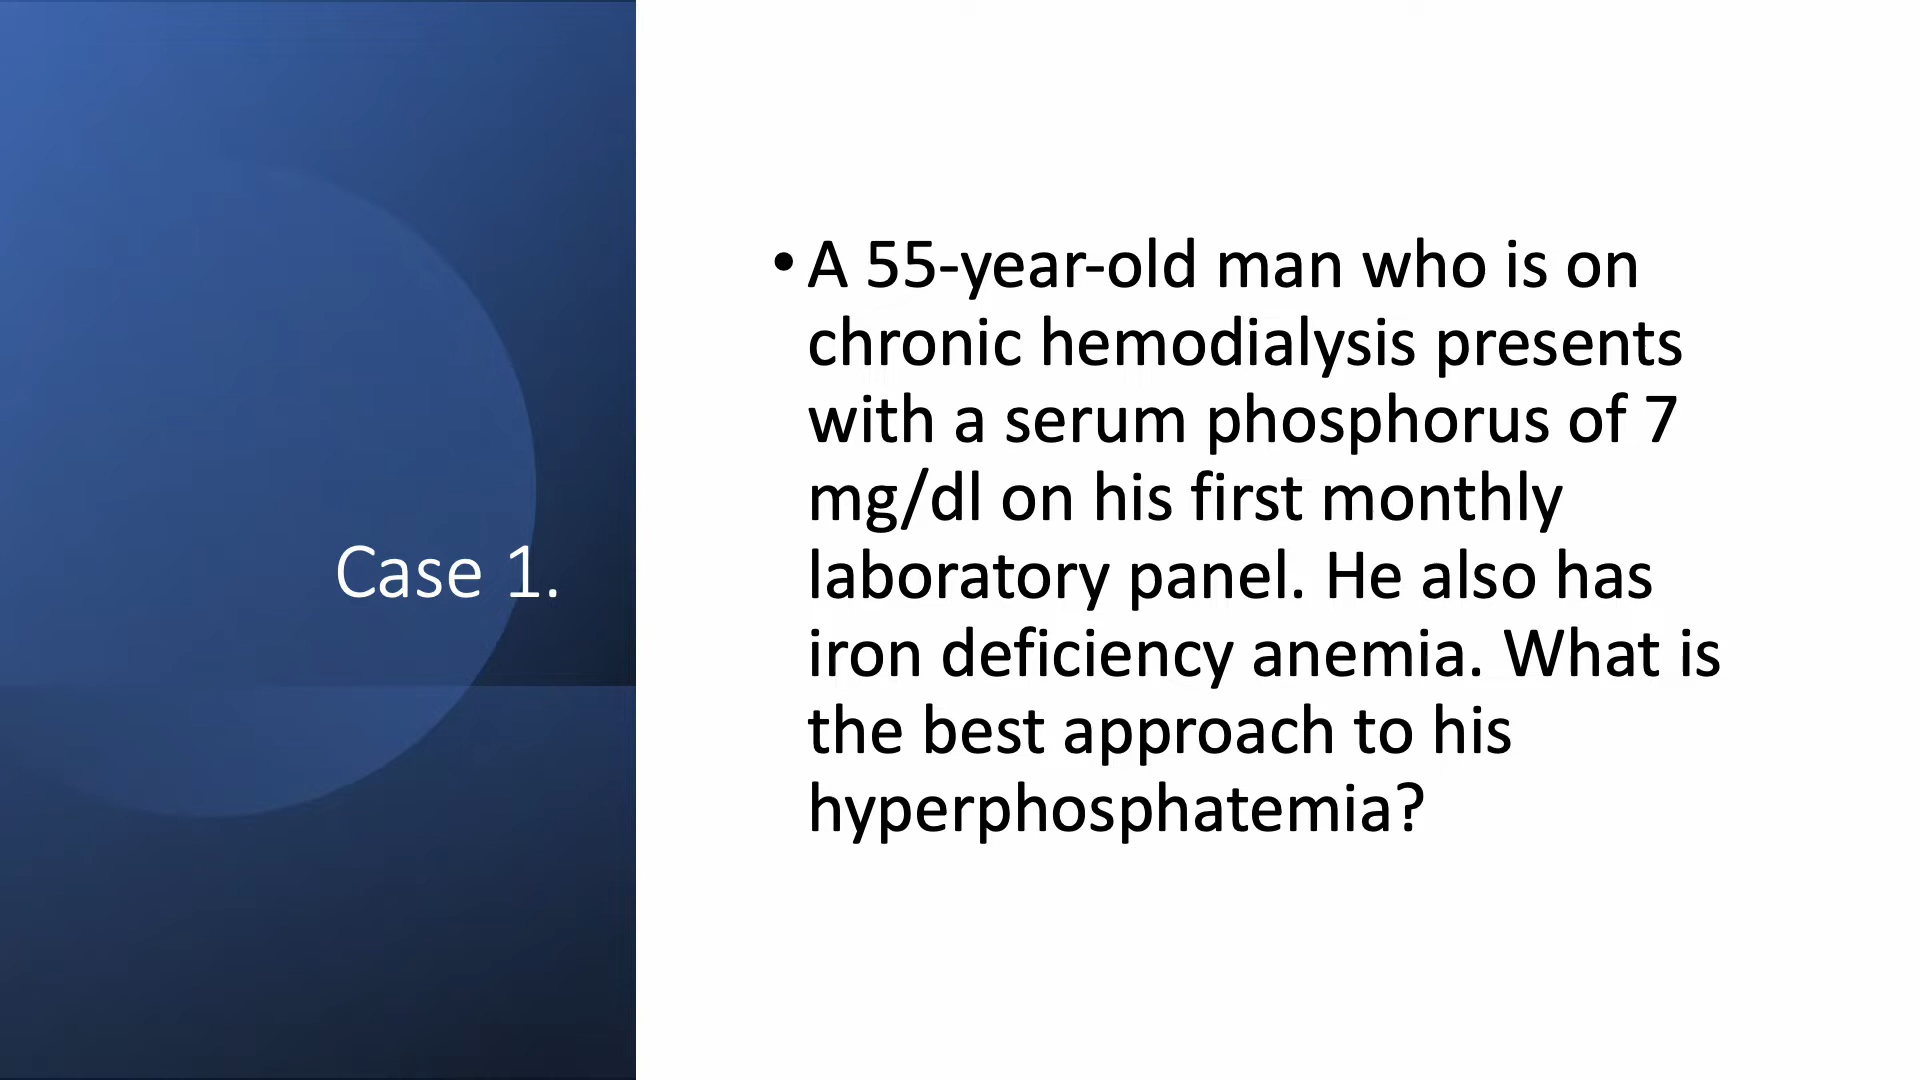 Case 1.
• A 55-year-old man who is on
chronic hemodialysis presents
with a serum phosphorus of 7
mg/dl on his first monthly
laboratory panel. He also has
iron deficiency anemia. What is
the best approach to his
hyperphosphatemia?